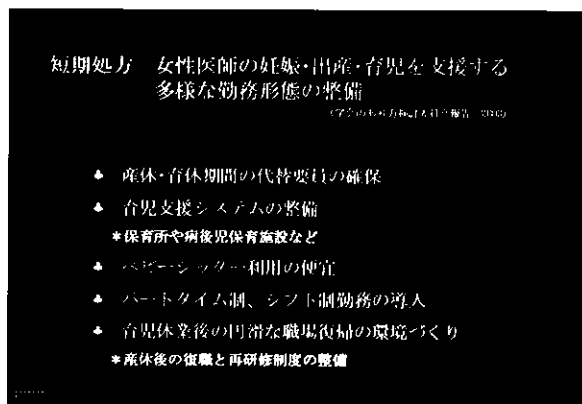 短期処方　女性医師の妊娠・出産・育児を支援する
多様な勤務形態の整備
♣ 産休・育休期間の代替要員の確保
♣ 育児支援システムの整備
＊保育所や病後児保育施設など
♣ ベビーシッター利用の便宜
♣ パートタイム制、シフト制勤務の導入
♣ 育児休業後の円滑な職場復帰の環境づくり
＊産休後の復職と再研修制度の整備